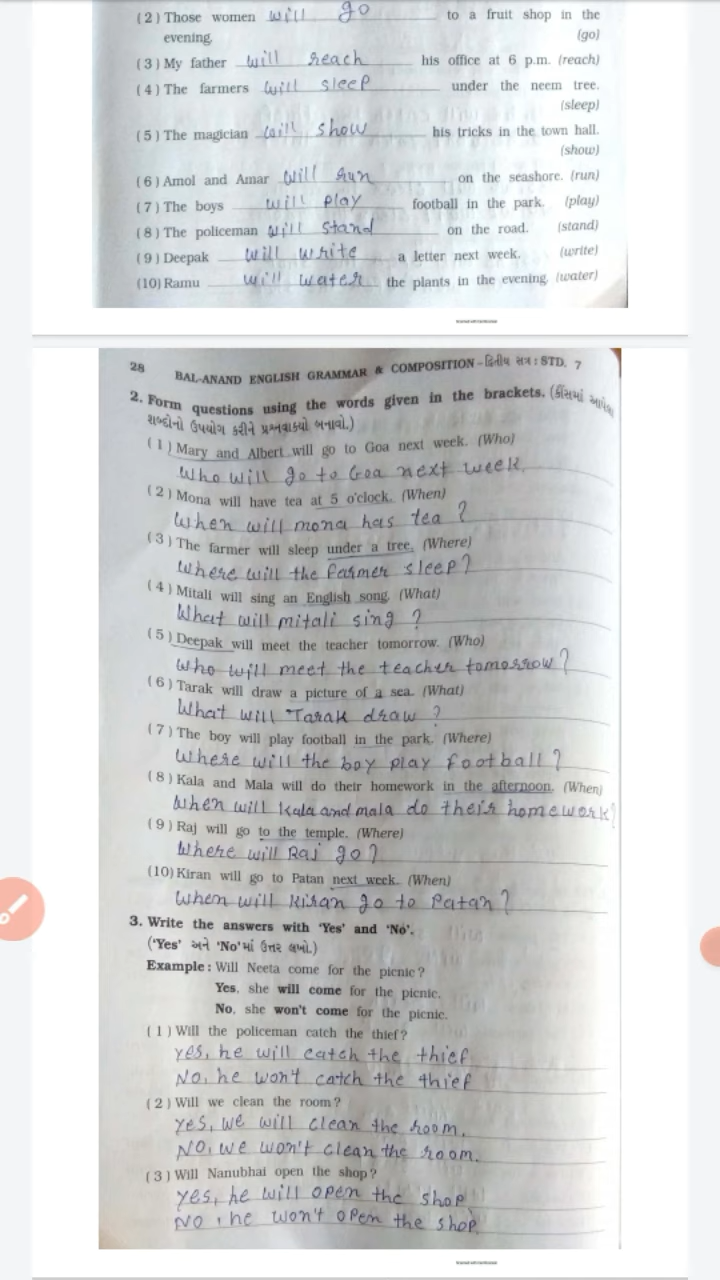 (2) Those women will go to a fruit shop in the
evening. (go)
(3) My father will reach his office at 6 p.m. (reach)
(4) The farmers will sleep under the neem tree.
(sleep)
(5) The magician will show his tricks in the town hall.
(show)
(6) Amol and Amar will run on the seashore. (run)
(7) The boys will play football in the park. (play)
(8) The policeman will stand on the road. (stand)
(9) Deepak will write a letter next week. (write)
(10) Ramu will water the plants in the evening. (water)
28 BAL-ANAND ENGLISH GRAMMAR & COMPOSITION - દ્વિતીય સત્ર : STD. 7
2. Form questions using the words given in the brackets. (કૌંસમાં આપેલા
શબ્દોનો ઉપયોગ કરીને પ્રશ્નવાક્યો બનાવો.)
(1) Mary and Albert will go to Goa next week. (Who)
Who will go to Goa next week.
(2) Mona will have tea at 5 o'clock. (When)
When will mona has tea ?
(3) The farmer will sleep under a tree. (Where)
Where will the farmer sleep?
(4) Mitali will sing an English song. (What)
What will mitali sing ?
(5) Deepak will meet the teacher tomorrow. (Who)
Who will meet the teacher tomorrow?
(6) Tarak will draw a picture of a sea. (What)
What will Tarak draw ?
(7) The boy will play football in the park. (Where)
Where will the boy play football?
(8) Kala and Mala will do their homework in the afternoon. (When)
When will Kala and mala do their homework?
(9) Raj will go to the temple. (Where)
Where will Raj go?
(10) Kiran will go to Patan next week. (When)
When will Kiran go to Patan?
3. Write the answers with 'Yes' and 'No'.
('Yes' અને 'No'માં ઉત્તર લખો.)
Example : Will Neeta come for the picnic?
Yes, she will come for the picnic.
No, she won't come for the picnic.
(1) Will the policeman catch the thief?
Yes, he will catch the thief
No, he won't catch the thief
(2) Will we clean the room?
Yes, we will clean the room.
No, we won't clean the room.
(3) Will Nanubhai open the shop?
Yes, he will open the shop
No, he won't open the shop.